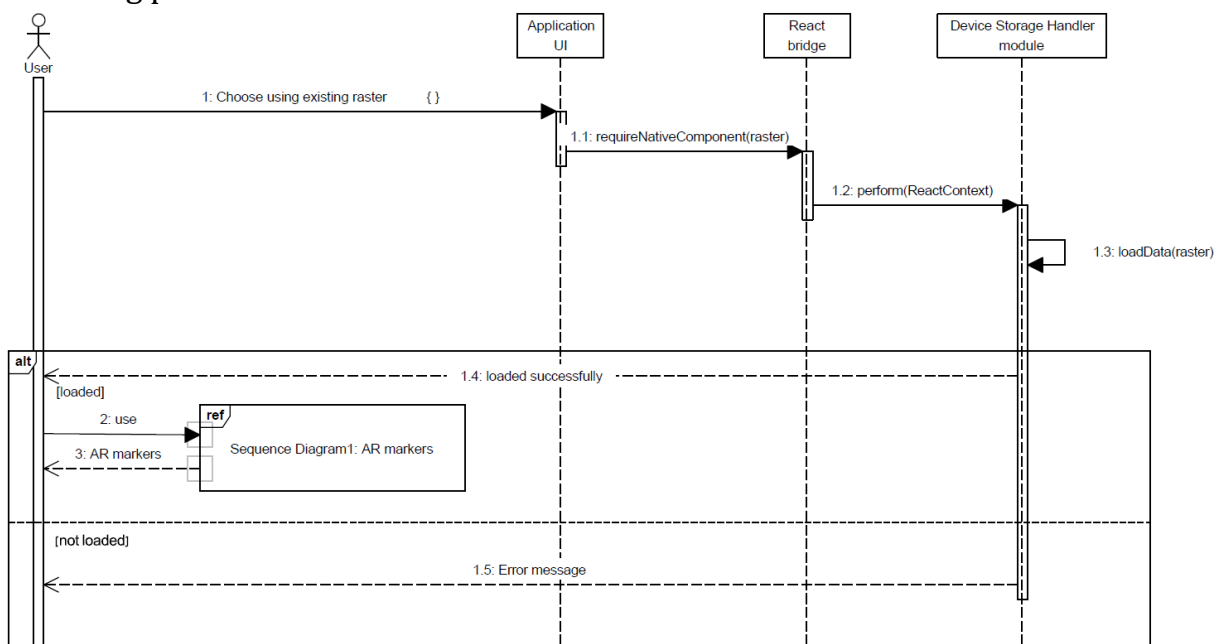 User
Application
UI
React
bridge
Device Storage Handler
module
1: Choose using existing raster { }
1.1: requireNativeComponent(raster)
1.2: perform(ReactContext)
1.3: loadData(raster)
alt
1.4: loaded successfully
[loaded]
2: use
ref
Sequence Diagram1: AR markers
3: AR markers
[not loaded]
1.5: Error message